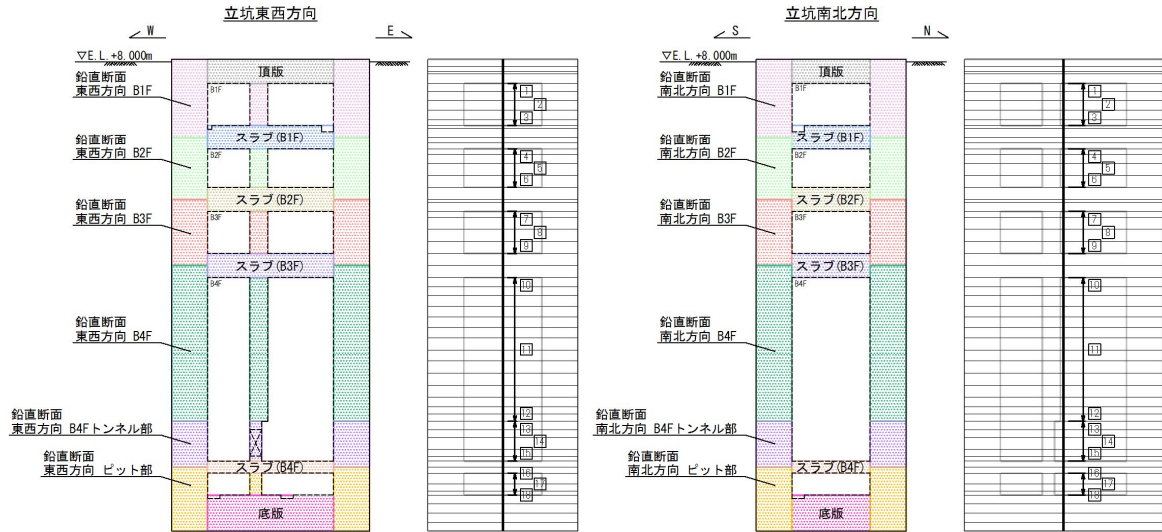 立坑東西方向
W
E
▽E.L.+8.000m
頂版
鉛直断面
東西方向 B1F
B1F
スラブ(B1F)
鉛直断面
東西方向 B2F
B2F
スラブ(B2F)
鉛直断面
東西方向 B3F
B3F
スラブ(B3F)
B4F
鉛直断面
東西方向 B4F
鉛直断面
東西方向 B4Fトンネル部
スラブ(B4F)
鉛直断面
東西方向 ピット部
底版
1
2
3
4
5
6
7
8
9
10
11
12
13
14
15
16
17
18
立坑南北方向
S
N
▽E.L.+8.000m
頂版
鉛直断面
南北方向 B1F
B1F
スラブ(B1F)
鉛直断面
南北方向 B2F
B2F
スラブ(B2F)
鉛直断面
南北方向 B3F
B3F
スラブ(B3F)
B4F
鉛直断面
南北方向 B4F
鉛直断面
南北方向 B4Fトンネル部
スラブ(B4F)
鉛直断面
南北方向 ピット部
底版
1
2
3
4
5
6
7
8
9
10
11
12
13
14
15
16
17
18